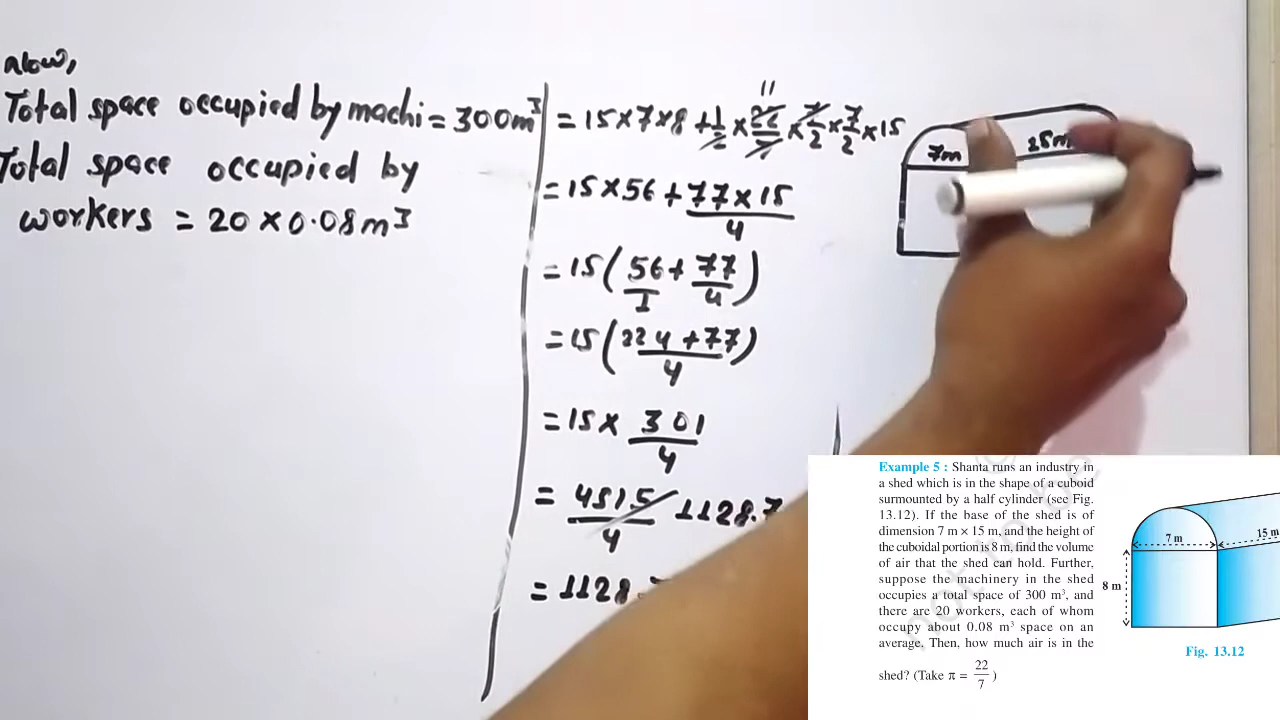 now,
Total space occupied by machi = 300m³
Total space occupied by
workers = 20 × 0.08m³
11
= 15×7×8 + 1/2 × 22/7 × 7/2 × 7/2 × 15
= 15×56 + 77×15/4
= 15(56/1 + 77/4)
= 15(224+77/4)
= 15× 301/4
= 4515/4 1128.7
= 1128.
7m
Example 5 : Shanta runs an industry in
a shed which is in the shape of a cuboid
surmounted by a half cylinder (see Fig.
13.12). If the base of the shed is of
dimension 7 m × 15 m, and the height of
the cuboidal portion is 8 m, find the volume
of air that the shed can hold. Further,
suppose the machinery in the shed
occupies a total space of 300 m³, and
there are 20 workers, each of whom
occupy about 0.08 m³ space on an
average. Then, how much air is in the
shed? (Take π = 22/7 )
7 m
15 m
8 m
Fig. 13.12